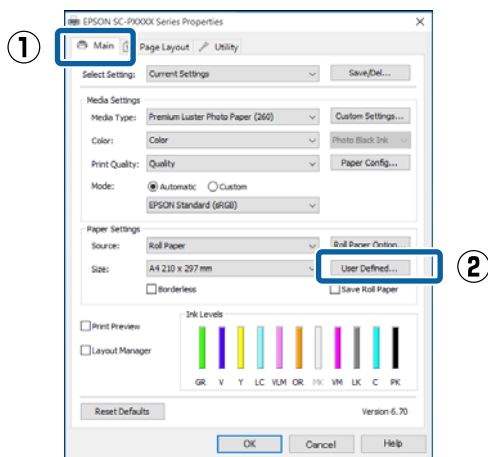 EPSON SC-PXXXX Series Properties
1
Main Page Layout Utility
Select Setting: Current Settings Save/Del...
Media Settings
Media Type: Premium Luster Photo Paper (260) Custom Settings...
Color: Color Photo Black Ink
Print Quality: Quality Paper Config...
Mode: Automatic Custom
EPSON Standard (sRGB)
Paper Settings
Source: Roll Paper Roll Paper Option...
Size: A4 210 x 297 mm User Defined...
2
Borderless Save Roll Paper
Ink Levels
Print Preview
Layout Manager
GR V Y LC VLM OR MK VM LK C PK
Reset Defaults Version 6.70
OK Cancel Help